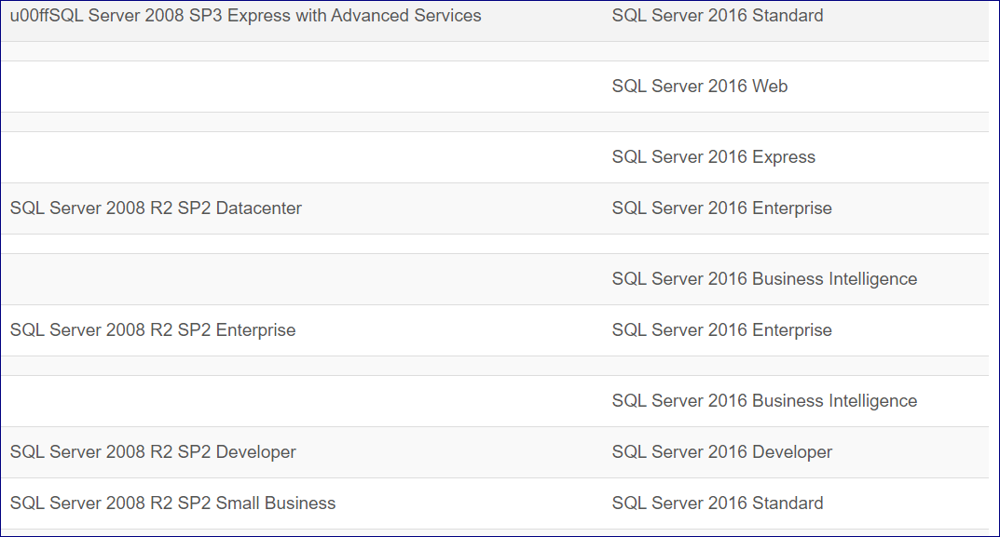 u00ffSQL Server 2008 SP3 Express with Advanced Services SQL Server 2016 Standard
SQL Server 2016 Web
SQL Server 2016 Express
SQL Server 2008 R2 SP2 Datacenter SQL Server 2016 Enterprise
SQL Server 2016 Business Intelligence
SQL Server 2008 R2 SP2 Enterprise SQL Server 2016 Enterprise
SQL Server 2016 Business Intelligence
SQL Server 2008 R2 SP2 Developer SQL Server 2016 Developer
SQL Server 2008 R2 SP2 Small Business SQL Server 2016 Standard